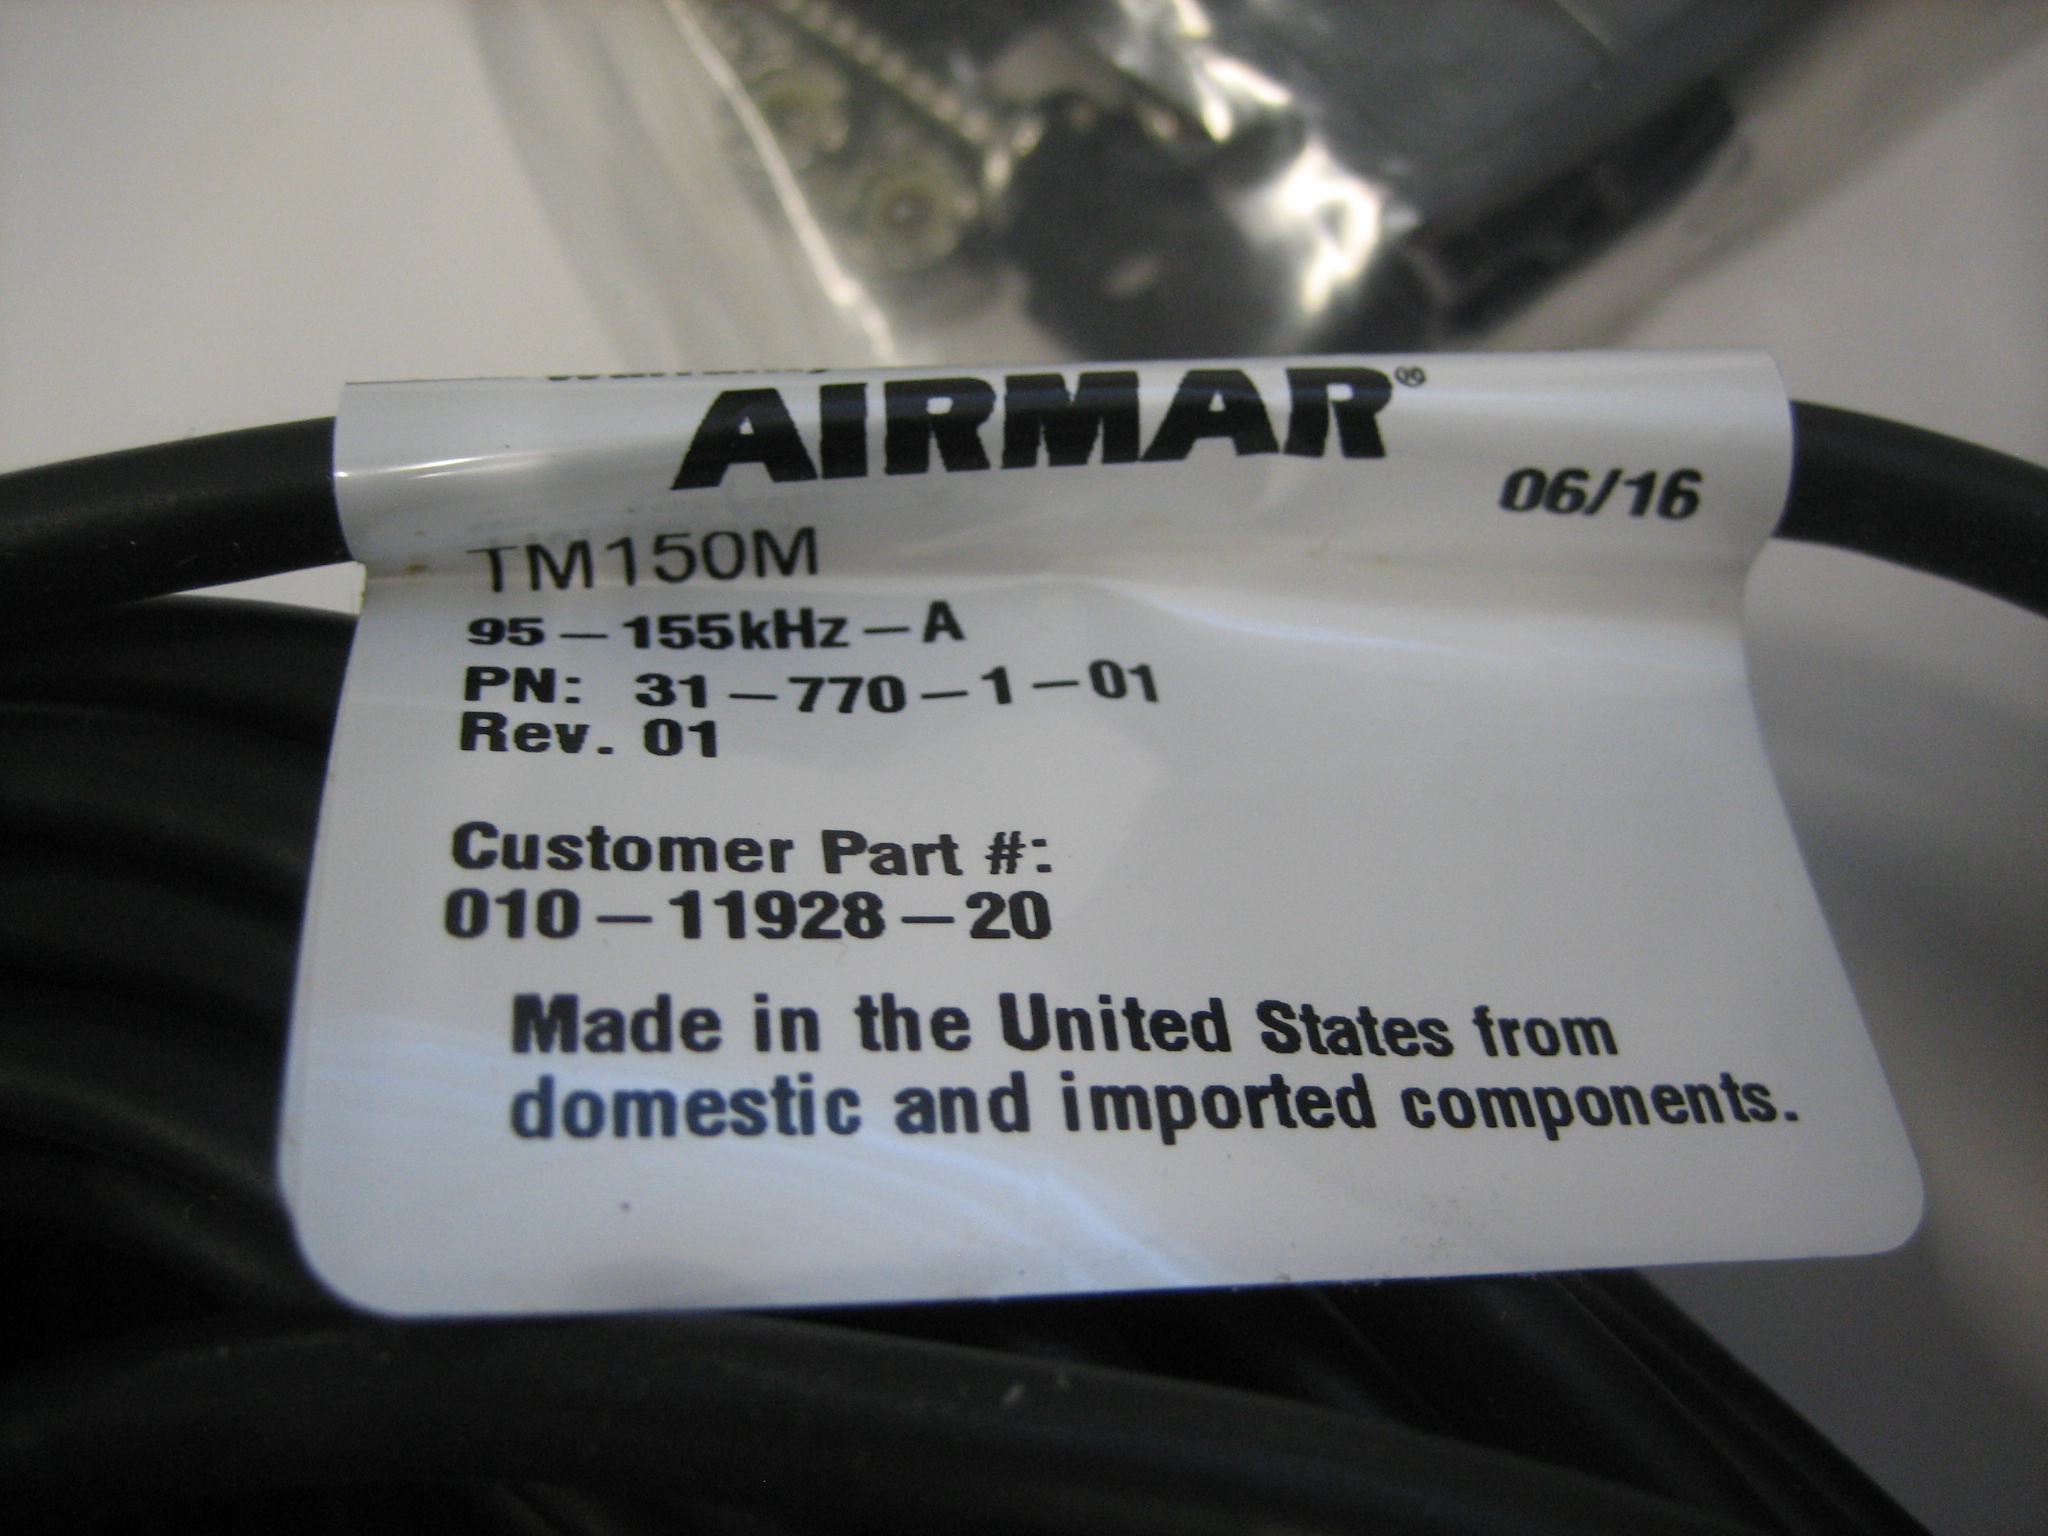 AIRMAR®
06/16
TM150M
95-155kHz-A
PN: 31-770-1-01
Rev. 01
Customer Part #:
010-11928-20
Made in the United States from
domestic and imported components.